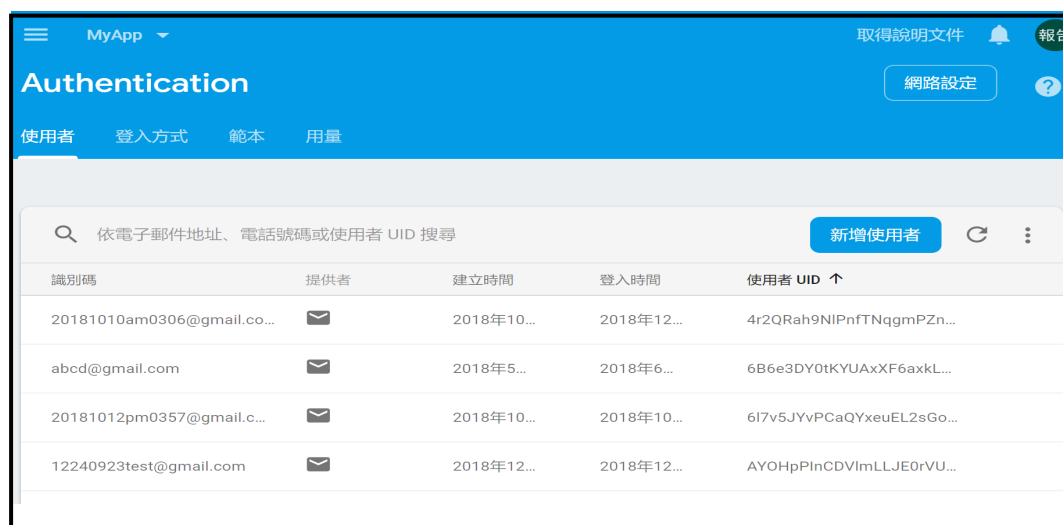 MyApp 取得說明文件 報告
Authentication 網路設定
使用者 登入方式 範本 用量
依電子郵件地址、電話號碼或使用者 UID 搜尋 新增使用者
識別碼 提供者 建立時間 登入時間 使用者 UID ↑
20181010am0306@gmail.co... 2018年10... 2018年12... 4r2QRah9NlPnfTNqgmPZn...
abcd@gmail.com 2018年5... 2018年6... 6B6e3DY0tKYUAxXF6axkL...
20181012pm0357@gmail.c... 2018年10... 2018年10... 6l7v5JYvPCaQYxeuEL2sGo...
12240923test@gmail.com 2018年12... 2018年12... AYOHpPInCDVlmLLJE0rVU...